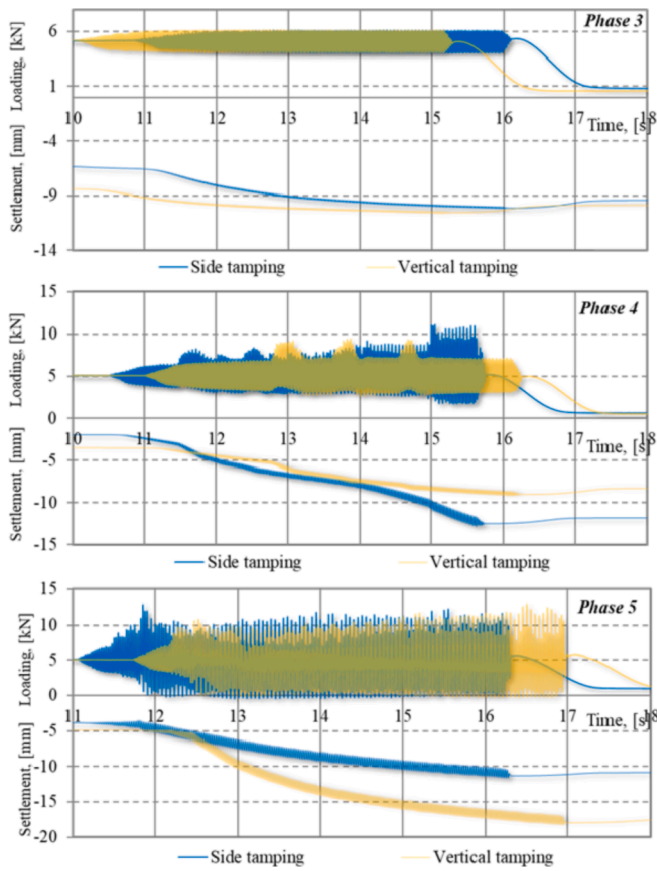 Phase 3
Loading, [kN]
6
1
10 11 12 13 14 15 16 17 18
Time, [s]
Settlement, [mm]
-4
-9
-14
Side tamping Vertical tamping
Phase 4
Loading, [kN]
15
10
5
0
10 11 12 13 14 15 16 17 18
Time, [s]
Settlement, [mm]
-5
-10
-15
Side tamping Vertical tamping
Phase 5
Loading, [kN]
15
10
5
0
11 12 13 14 15 16 17 18
Time, [s]
Settlement, [mm]
-5
-10
-15
-20
Side tamping Vertical tamping